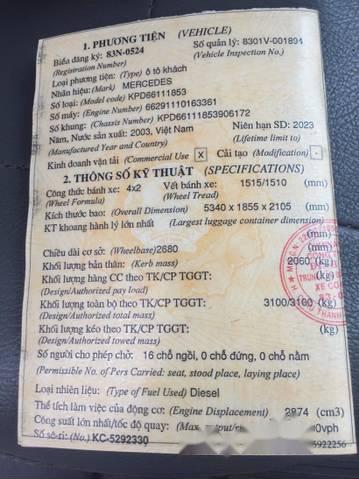 1. PHƯƠNG TIỆN (VEHICLE)
Biển đăng ký: 83N-0524 Số quản lý: 8301V-001894
(Registration Number) (Vehicle Inspection No.)
Loại phương tiện: (Type) ô tô khách
Nhãn hiệu: (Mark) MERCEDES
Số loại: (Model code) KPD66111853
Số máy: (Engine Number) 66291110163361
Số khung: (Chassis Number) KPD66111853906172
Năm, Nước sản xuất: 2003, Việt Nam Niên hạn SD: 2023
(Manufactured Year and Country) (Lifetime limit to)
Kinh doanh vận tải (Commercial Use) X Cải tạo (Modification) -
2. THÔNG SỐ KỸ THUẬT (SPECIFICATIONS)
Công thức bánh xe: 4x2 Vết bánh xe: 1515/1510 (mm)
(Wheel Formula) (Wheel Tread)
Kích thước bao: (Overall Dimension) 5340 x 1855 x 2105 (mm)
KT khoang hành lý lớn nhất (Largest luggage container dimension)
(mm)
Chiều dài cơ sở: (Wheelbase) 2680 (mm)
Khối lượng bản thân: (Kerb mass) 2060 (kg)
Khối lượng hàng CC theo TK/CP TGGT: (kg)
(Design/Authorized pay load)
Khối lượng toàn bộ theo TK/CP TGGT: 3100/3100 (kg)
(Design/Authorized total mass)
Khối lượng kéo theo TK/CP TGGT: (kg)
(Design/Authorized towed mass)
Số người cho phép chở: 16 chỗ ngồi, 0 chỗ đứng, 0 chỗ nằm
(Permissible No. of Pers Carried: seat, stood place, laying place)
Loại nhiên liệu: (Type of Fuel Used) Diesel
Thể tích làm việc của động cơ: (Engine Displacement) 2874 (cm3)
Công suất lớn nhất/tốc độ quay: (Max. output/ 0vph
Số sê-ri: (No.) KC-5292330 5922256